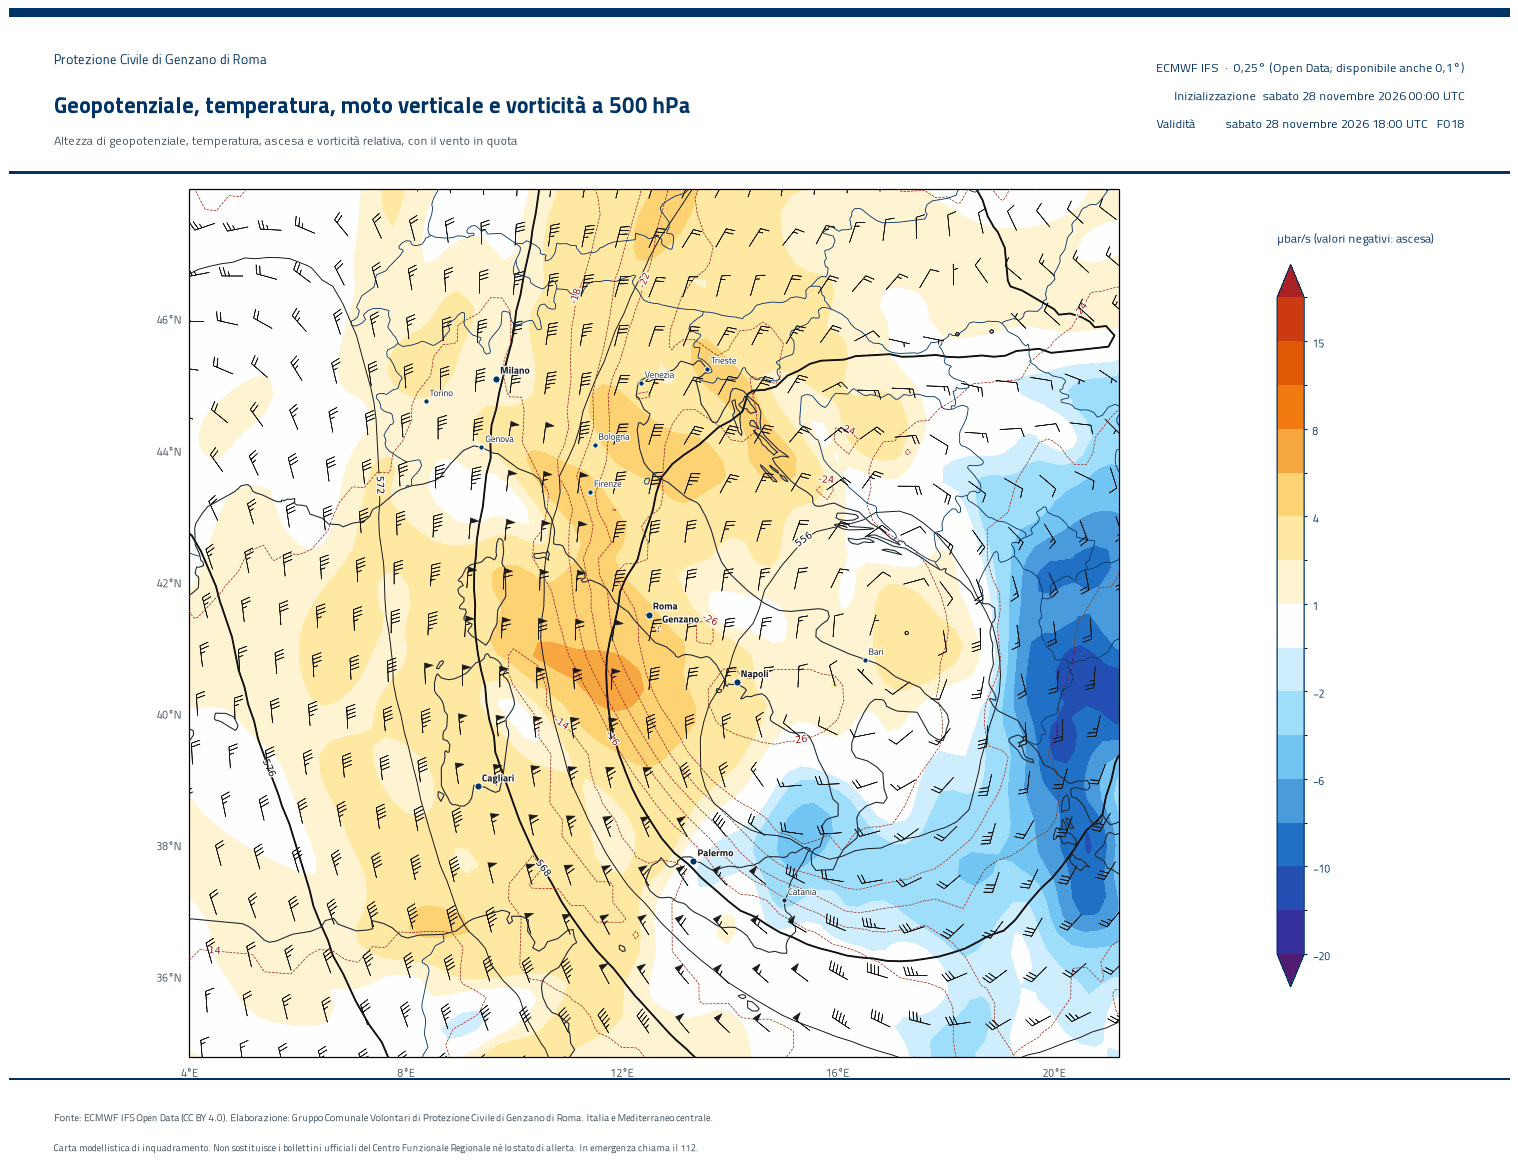 Protezione Civile di Genzano di Roma
Geopotenziale, temperatura, moto verticale e vorticità a 500 hPa
Altezza di geopotenziale, temperatura, ascesa e vorticità relativa, con il vento in quota
ECMWF IFS · 0,25° (Open Data; disponibile anche 0,1°)
Inizializzazione sabato 28 novembre 2026 00:00 UTC
Validità sabato 28 novembre 2026 18:00 UTC F018
µbar/s (valori negativi: ascesa)
15
8
4
1
−2
−6
−10
−20
46°N
44°N
42°N
40°N
38°N
36°N
4°E
8°E
12°E
16°E
20°E
-22
-18
-14
Trieste
Venezia
Milano
Torino
Genova
Bologna
-24
Firenze
-24
572
556
Roma
Genzano
-26
Bari
Napoli
-14
-16
-26
576
Cagliari
Palermo
568
Catania
-14
Fonte: ECMWF IFS Open Data (CC BY 4.0). Elaborazione: Gruppo Comunale Volontari di Protezione Civile di Genzano di Roma. Italia e Mediterraneo centrale.
Carta modellistica di inquadramento. Non sostituisce i bollettini ufficiali del Centro Funzionale Regionale né lo stato di allerta. In emergenza chiama il 112.